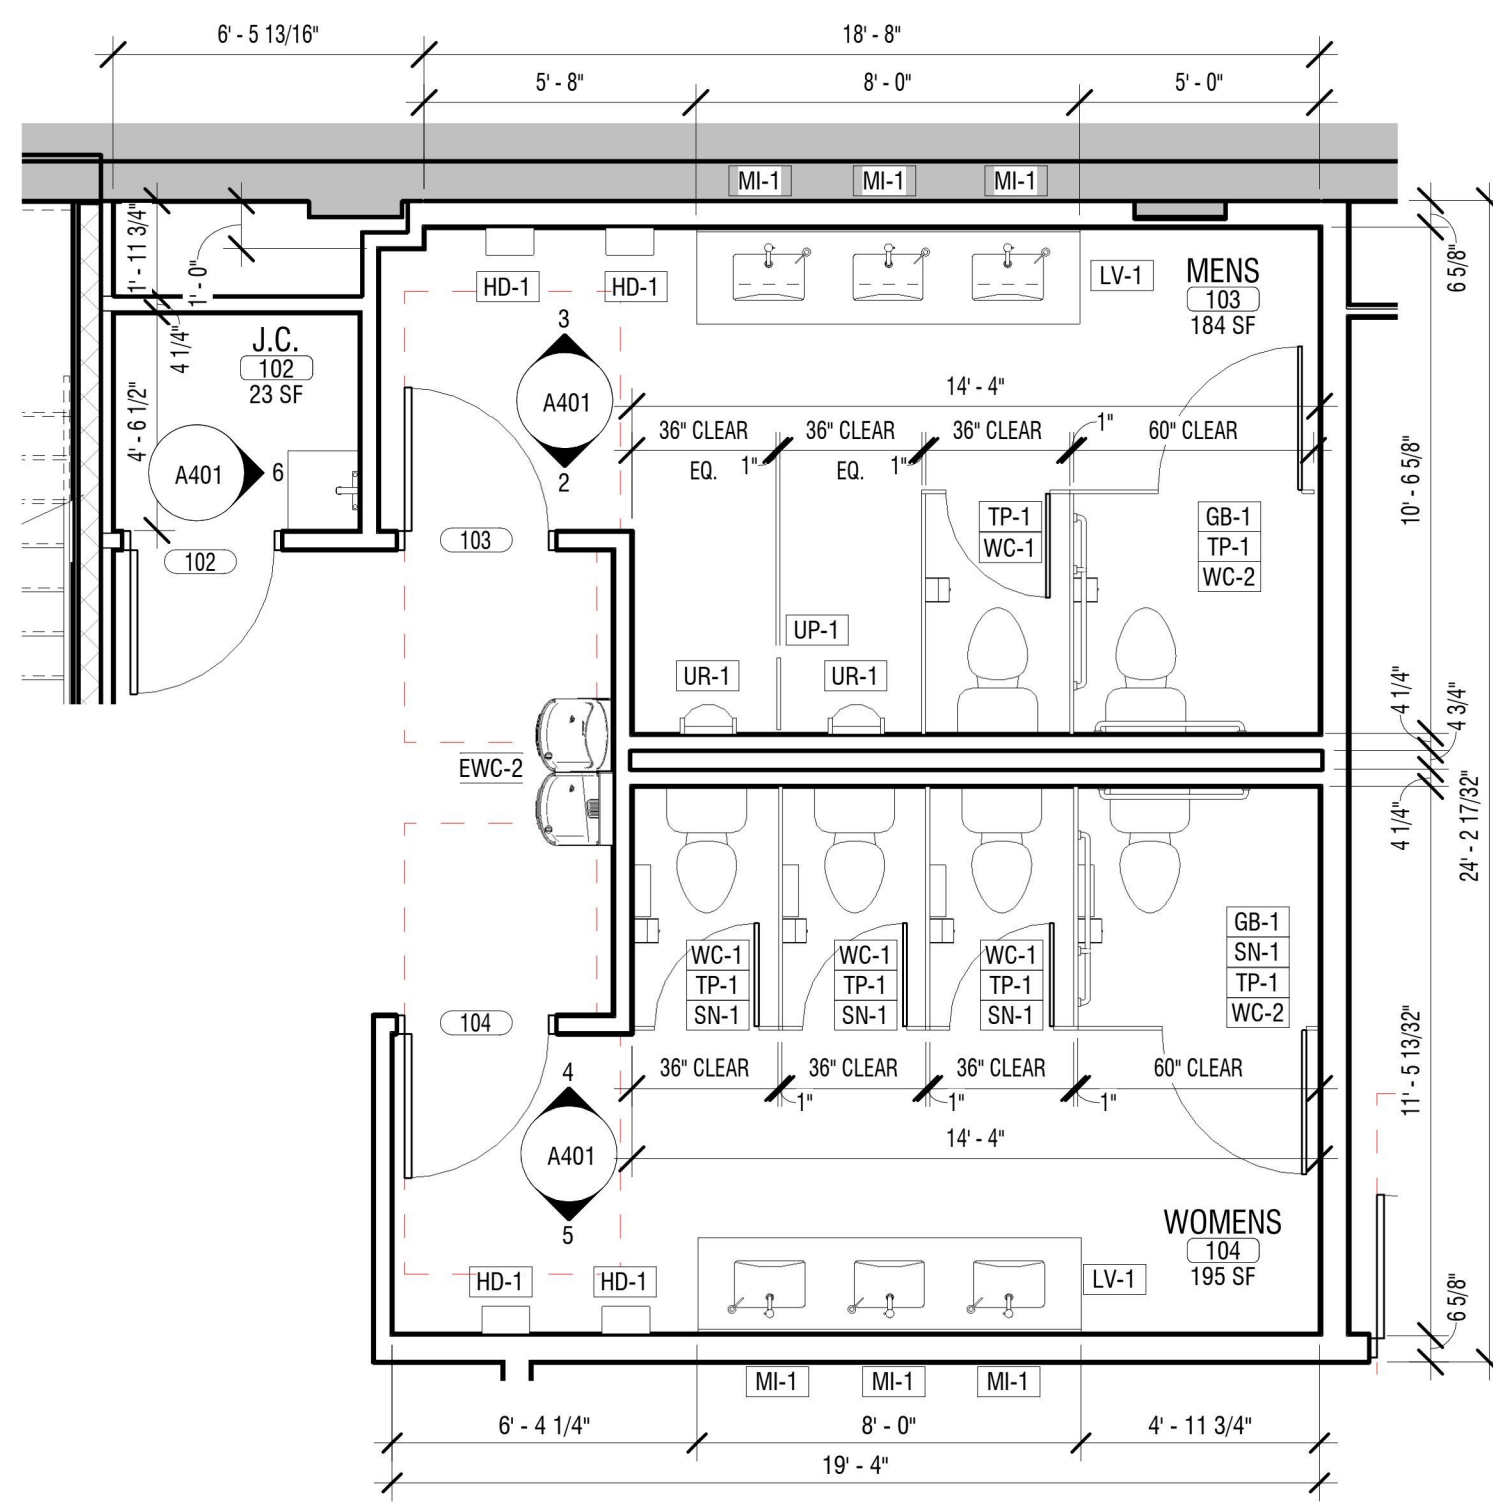 6' - 5 13/16"
18' - 8"
5' - 8"
8' - 0"
5' - 0"
MI-1
MI-1
MI-1
1' - 11 3/4"
1' - 0"
6 5/8"
HD-1
HD-1
LV-1
MENS
103
184 SF
4 1/4"
J.C.
102
23 SF
3
A401
2
14' - 4"
4' - 6 1/2"
A401
6
36" CLEAR
36" CLEAR
36" CLEAR
1"
60" CLEAR
EQ.
1"
EQ.
1"
10' - 6 5/8"
TP-1
WC-1
GB-1
TP-1
WC-2
102
103
UP-1
UR-1
UR-1
4 1/4"
4 3/4"
EWC-2
4 1/4"
24' - 2 17/32"
GB-1
SN-1
TP-1
WC-2
WC-1
TP-1
SN-1
WC-1
TP-1
SN-1
WC-1
TP-1
SN-1
104
36" CLEAR
36" CLEAR
36" CLEAR
60" CLEAR
1"
1"
1"
11' - 5 13/32"
4
A401
5
14' - 4"
WOMENS
104
195 SF
HD-1
HD-1
LV-1
6 5/8"
MI-1
MI-1
MI-1
6' - 4 1/4"
8' - 0"
4' - 11 3/4"
19' - 4"